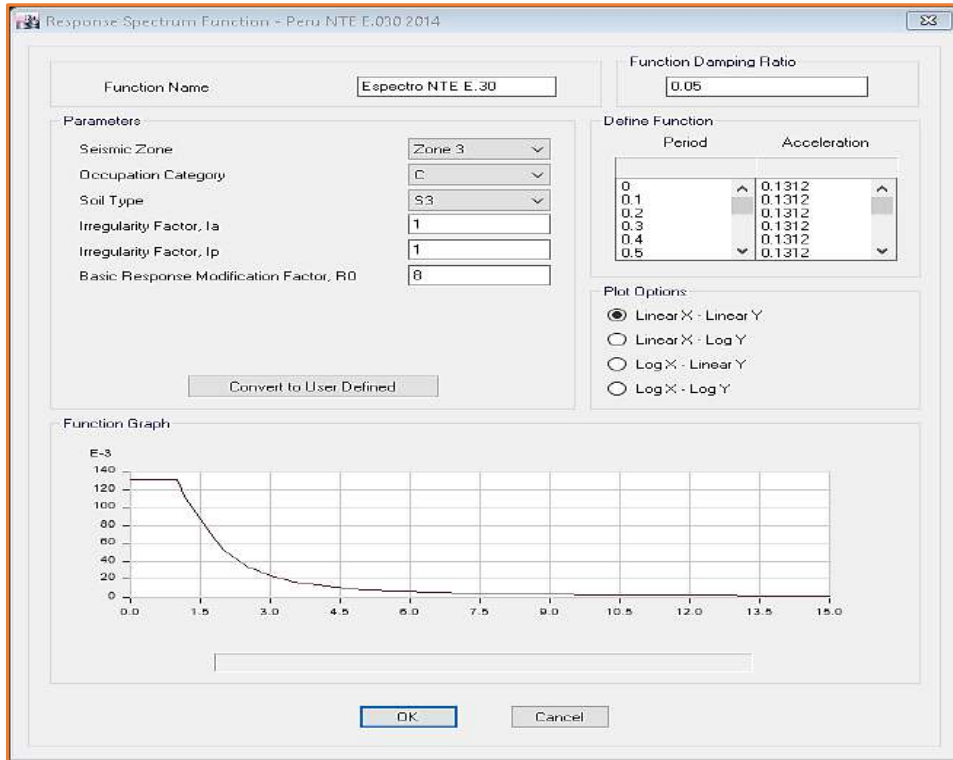 Response Spectrum Function - Peru NTE E.030 2014
Function Name
Espectro NTE E.30
Function Damping Ratio
0.05
Parameters
Seismic Zone
Zone 3
Occupation Category
C
Soil Type
S3
Irregularity Factor, Ia
1
Irregularity Factor, Ip
1
Basic Response Modification Factor, R0
8
Convert to User Defined
Define Function
Period Acceleration
0 0.1312
0.1 0.1312
0.2 0.1312
0.3 0.1312
0.4 0.1312
0.5 0.1312
Plot Options
Linear X - Linear Y
Linear X - Log Y
Log X - Linear Y
Log X - Log Y
Function Graph
E-3
140
120
100
80
60
40
20
0
0.0 1.5 3.0 4.5 6.0 7.5 9.0 10.5 12.0 13.5 15.0
OK Cancel